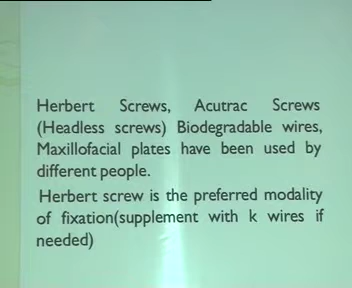 Herbert Screws, Acutrac Screws
(Headless screws) Biodegradable wires,
Maxillofacial plates have been used by
different people.
Herbert screw is the preferred modality
of fixation(supplement with k wires if
needed)